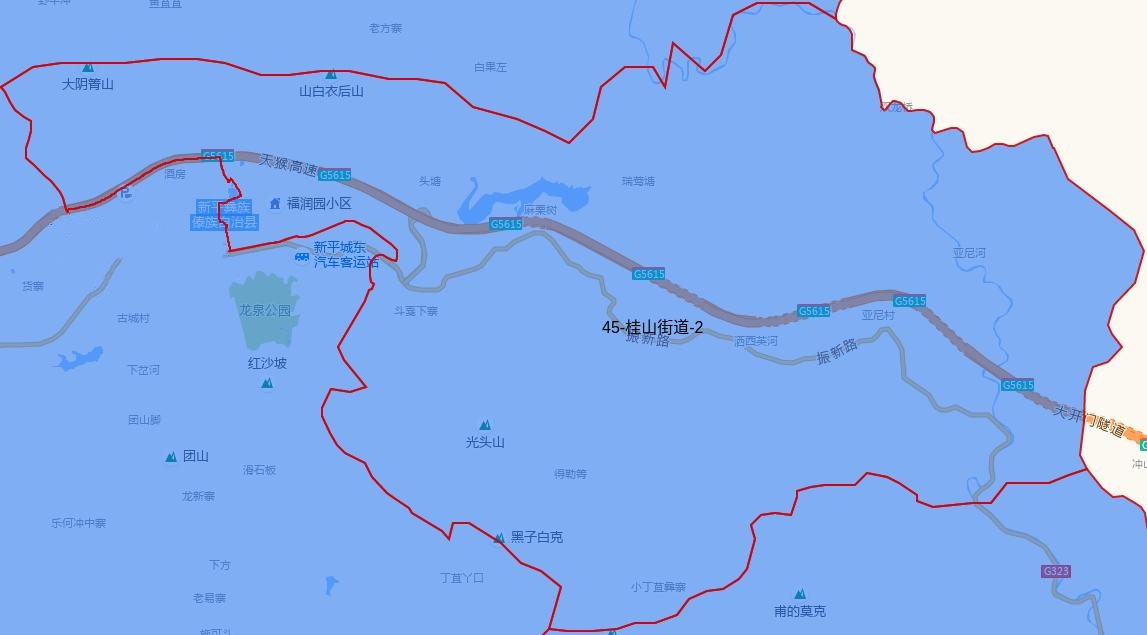 老方寨
白果左
大阴箐山
山白衣后山
双龙桥
G5615
天猴高速
G5615
酒房
P
头塘
瑞莺塘
新平彝族
傣族自治县
福润园小区
麻栗树
G5615
新平城东
汽车客运站
亚尼河
G5615
货寨
龙泉公园
斗戛下寨
G5615
G5615
古城村
45-桂山街道-2
亚尼村
振新路
洒西英河
振新路
红沙坡
下岔河
G5615
团山脚
大开门隧道
光头山
团山
滑石板
得勒箐
龙新寨
乐何冲中寨
黑子白克
下方
丁苴丫口
G323
小丁苴彝寨
老易寨
甫的莫克